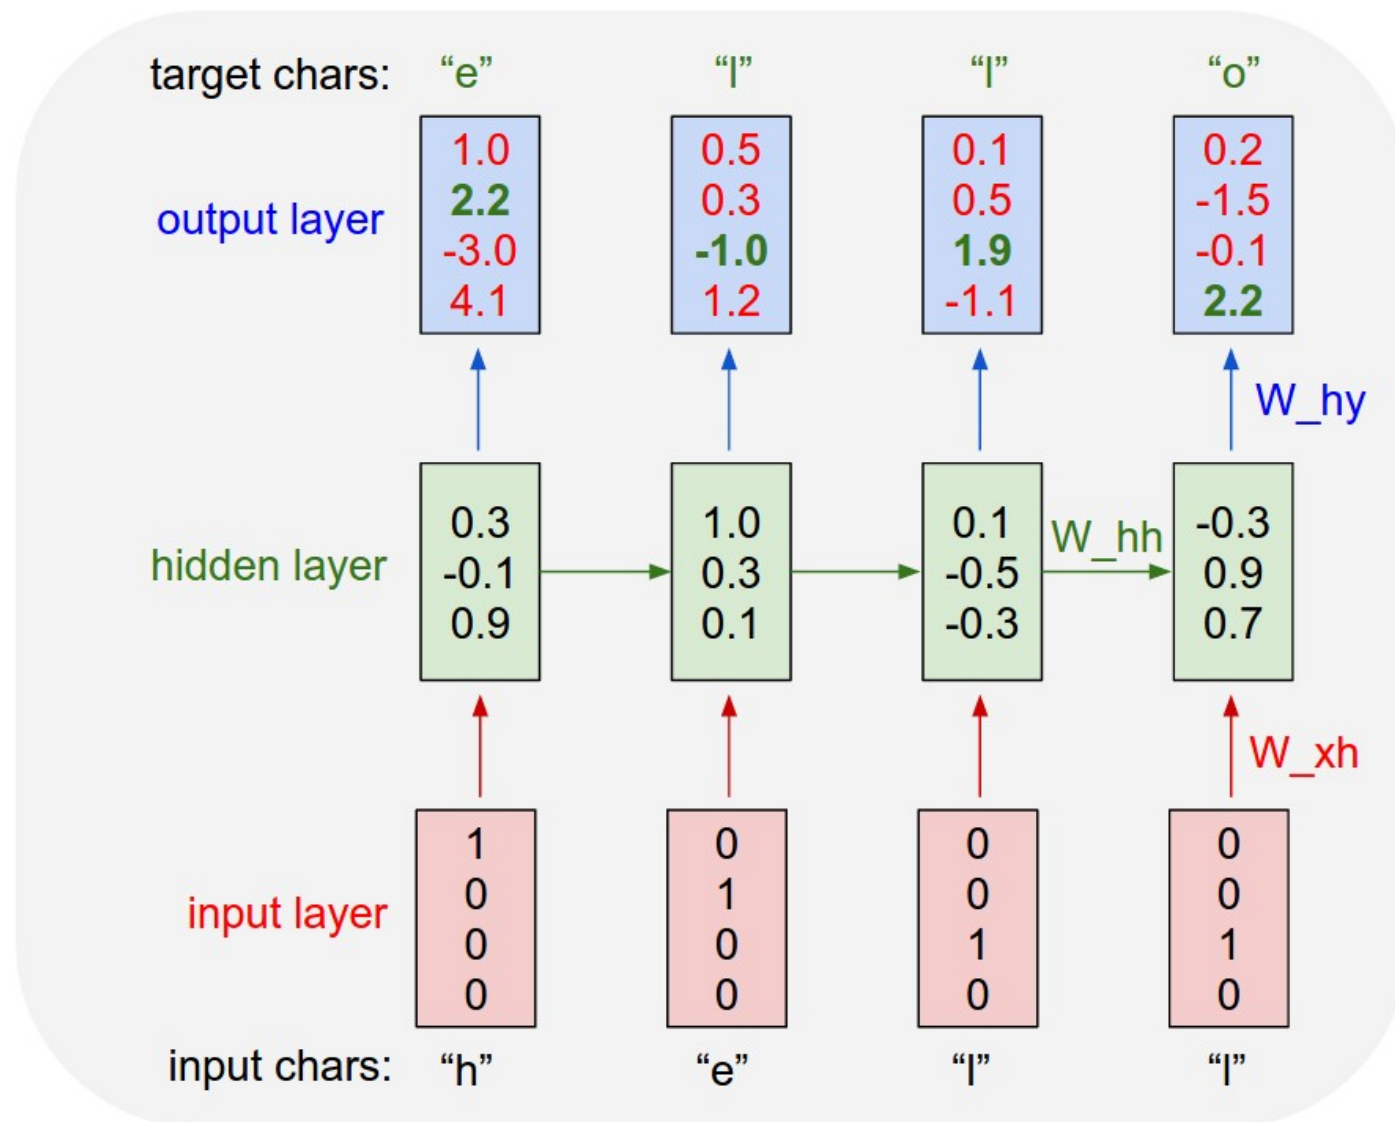 target chars: “e” “l” “l” “o”
1.0 0.5 0.1 0.2
2.2 0.3 0.5 -1.5
output layer
-3.0 -1.0 1.9 -0.1
4.1 1.2 -1.1 2.2
W_hy
0.3 1.0 0.1 -0.3
W_hh
hidden layer
-0.1 0.3 -0.5 0.9
0.9 0.1 -0.3 0.7
W_xh
1 0 0 0
0 1 0 0
input layer
0 0 1 1
0 0 0 0
input chars: “h” “e” “l” “l”